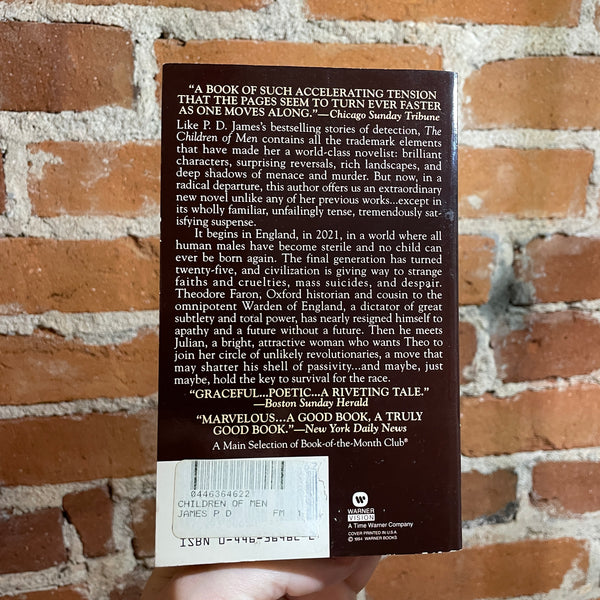 “A BOOK OF SUCH ACCELERATING TENSION
THAT THE PAGES SEEM TO TURN EVER FASTER
AS ONE MOVES ALONG.”—Chicago Sunday Tribune
Like P. D. James's bestselling stories of detection, The
Children of Men contains all the trademark elements
that have made her a world-class novelist: brilliant
characters, surprising reversals, rich landscapes, and
deep shadows of menace and murder. But now, in a
radical departure, this author offers us an extraordinary
new novel unlike any of her previous works...except in
its wholly familiar, unfailingly tense, tremendously sat-
isfying suspense.
It begins in England, in 2021, in a world where all
human males have become sterile and no child can
ever be born again. The final generation has turned
twenty-five, and civilization is giving way to strange
faiths and cruelties, mass suicides, and despair.
Theodore Faron, Oxford historian and cousin to the
omnipotent Warden of England, a dictator of great
subtlety and total power, has nearly resigned himself to
apathy and a future without a future. Then he meets
Julian, a bright, attractive woman who wants Theo to
join her circle of unlikely revolutionaries, a move that
may shatter his shell of passivity...and maybe, just
maybe, hold the key to survival for the race.
“GRACEFUL...POETIC...A RIVETING TALE.”
—Boston Sunday Herald
“MARVELOUS...A GOOD BOOK, A TRULY
GOOD BOOK.”—New York Daily News
A Main Selection of Book-of-the-Month Club®
0446364622
CHILDREN OF MEN
JAMES P D FM 1
ISBN 0-446-36462-2
WARNER
VISION
A Time Warner Company
COVER PRINTED IN U.S.A.
© 1994 WARNER BOOKS